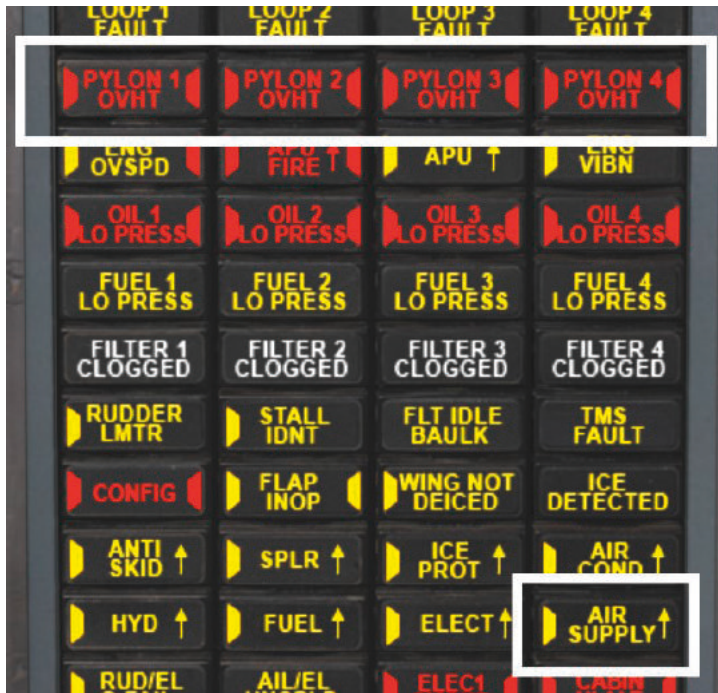 LOOP 1 LOOP 2 LOOP 3 LOOP 4
FAULT FAULT FAULT FAULT
PYLON 1 PYLON 2 PYLON 3 PYLON 4
OVHT OVHT OVHT OVHT
ENG APU ENG
OVSPD FIRE ↑ APU ↑ VIBN
OIL 1 OIL 2 OIL 3 OIL 4
LO PRESS LO PRESS LO PRESS LO PRESS
FUEL 1 FUEL 2 FUEL 3 FUEL 4
LO PRESS LO PRESS LO PRESS LO PRESS
FILTER 1 FILTER 2 FILTER 3 FILTER 4
CLOGGED CLOGGED CLOGGED CLOGGED
RUDDER STALL FLT IDLE TMS
LMTR IDNT BAULK FAULT
FLAP WING NOT ICE
CONFIG INOP DEICED DETECTED
ANTI ICE AIR
SKID ↑ SPLR ↑ PROT ↑ COND ↑
AIR
HYD ↑ FUEL ↑ ELECT ↑ SUPPLY ↑
RUD/EL AIL/EL ELEC1 CABIN